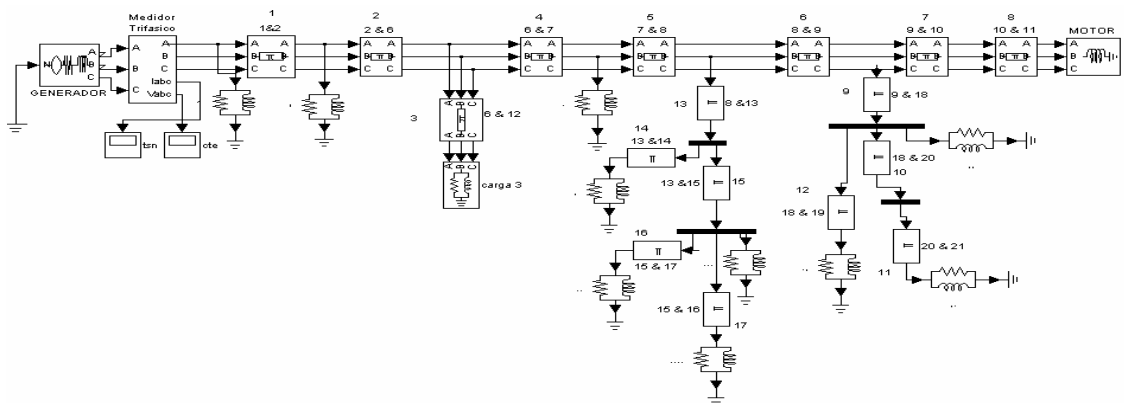 1
2
4
5
6
7
8
Medidor
Trifasico
MOTOR
1&2
2 & 6
6 & 7
7 & 8
8 & 9
9 & 10
10 & 11
A A A A A A A A A A A A A A A A A
N B B B B B B B B B B B B B B B B B
C C C C C C C C C C C C C C C C C
GENERADOR
Iabc
Vabc
tsn
cte
3
A B C
6 & 12
A B C
A B C
carga 3
13
8 &13
14
13 &14
13 &15
15
16
15 & 17
15 & 16
17
9
9 & 18
18 & 20
10
12
18 & 19
20 & 21
11